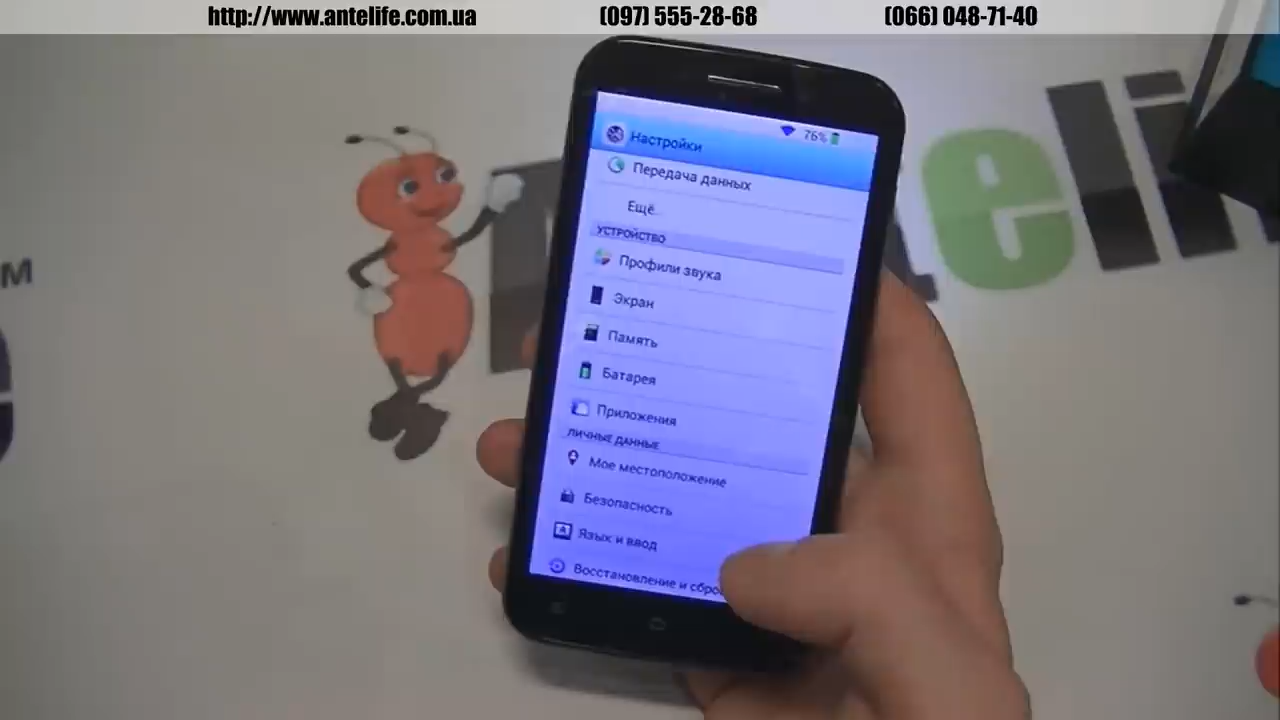 http://www.antelife.com.ua (097) 555-28-68 (066) 048-71-40
76%
Настройки
Передача данных
Ещё...
УСТРОЙСТВО
Профили звука
Экран
Память
Батарея
Приложения
ЛИЧНЫЕ ДАННЫЕ
Мое местоположение
Безопасность
Язык и ввод
Восстановление и сброс
eli
м